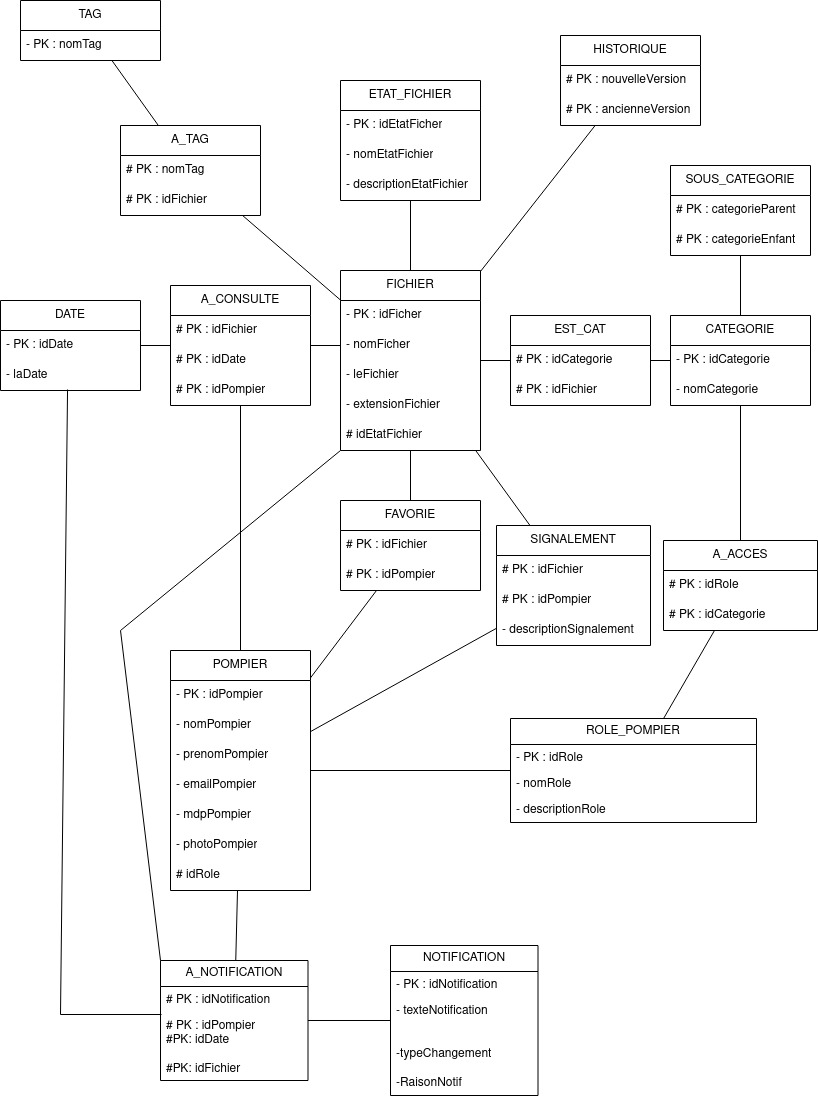 TAG
- PK : nomTag
HISTORIQUE
# PK : nouvelleVersion
# PK : ancienneVersion
ETAT_FICHIER
- PK : idEtatFicher
- nomEtatFichier
- descriptionEtatFichier
A_TAG
# PK : nomTag
# PK : idFichier
SOUS_CATEGORIE
# PK : categorieParent
# PK : categorieEnfant
DATE
- PK : idDate
- laDate
A_CONSULTE
# PK : idFichier
# PK : idDate
# PK : idPompier
FICHIER
- PK : idFicher
- nomFicher
- leFichier
- extensionFichier
# idEtatFichier
EST_CAT
# PK : idCategorie
# PK : idFichier
CATEGORIE
- PK : idCategorie
- nomCategorie
FAVORIE
# PK : idFichier
# PK : idPompier
SIGNALEMENT
# PK : idFichier
# PK : idPompier
- descriptionSignalement
A_ACCES
# PK : idRole
# PK : idCategorie
POMPIER
- PK : idPompier
- nomPompier
- prenomPompier
- emailPompier
- mdpPompier
- photoPompier
# idRole
ROLE_POMPIER
- PK : idRole
- nomRole
- descriptionRole
A_NOTIFICATION
# PK : idNotification
# PK : idPompier
#PK: idDate
#PK: idFichier
NOTIFICATION
- PK : idNotification
- texteNotification
-typeChangement
-RaisonNotif